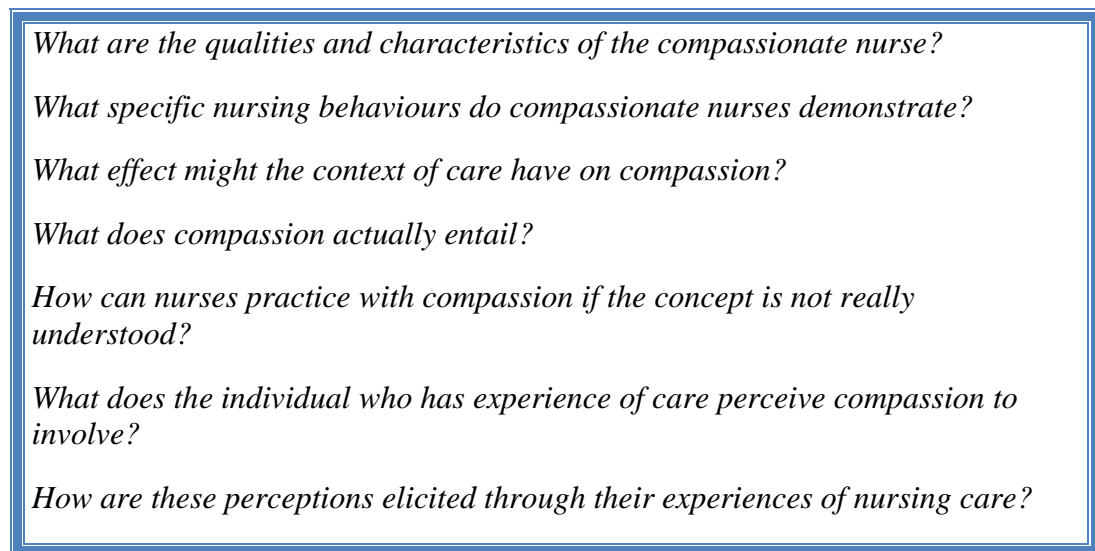 What are the qualities and characteristics of the compassionate nurse?
What specific nursing behaviours do compassionate nurses demonstrate?
What effect might the context of care have on compassion?
What does compassion actually entail?
How can nurses practice with compassion if the concept is not really
understood?
What does the individual who has experience of care perceive compassion to
involve?
How are these perceptions elicited through their experiences of nursing care?